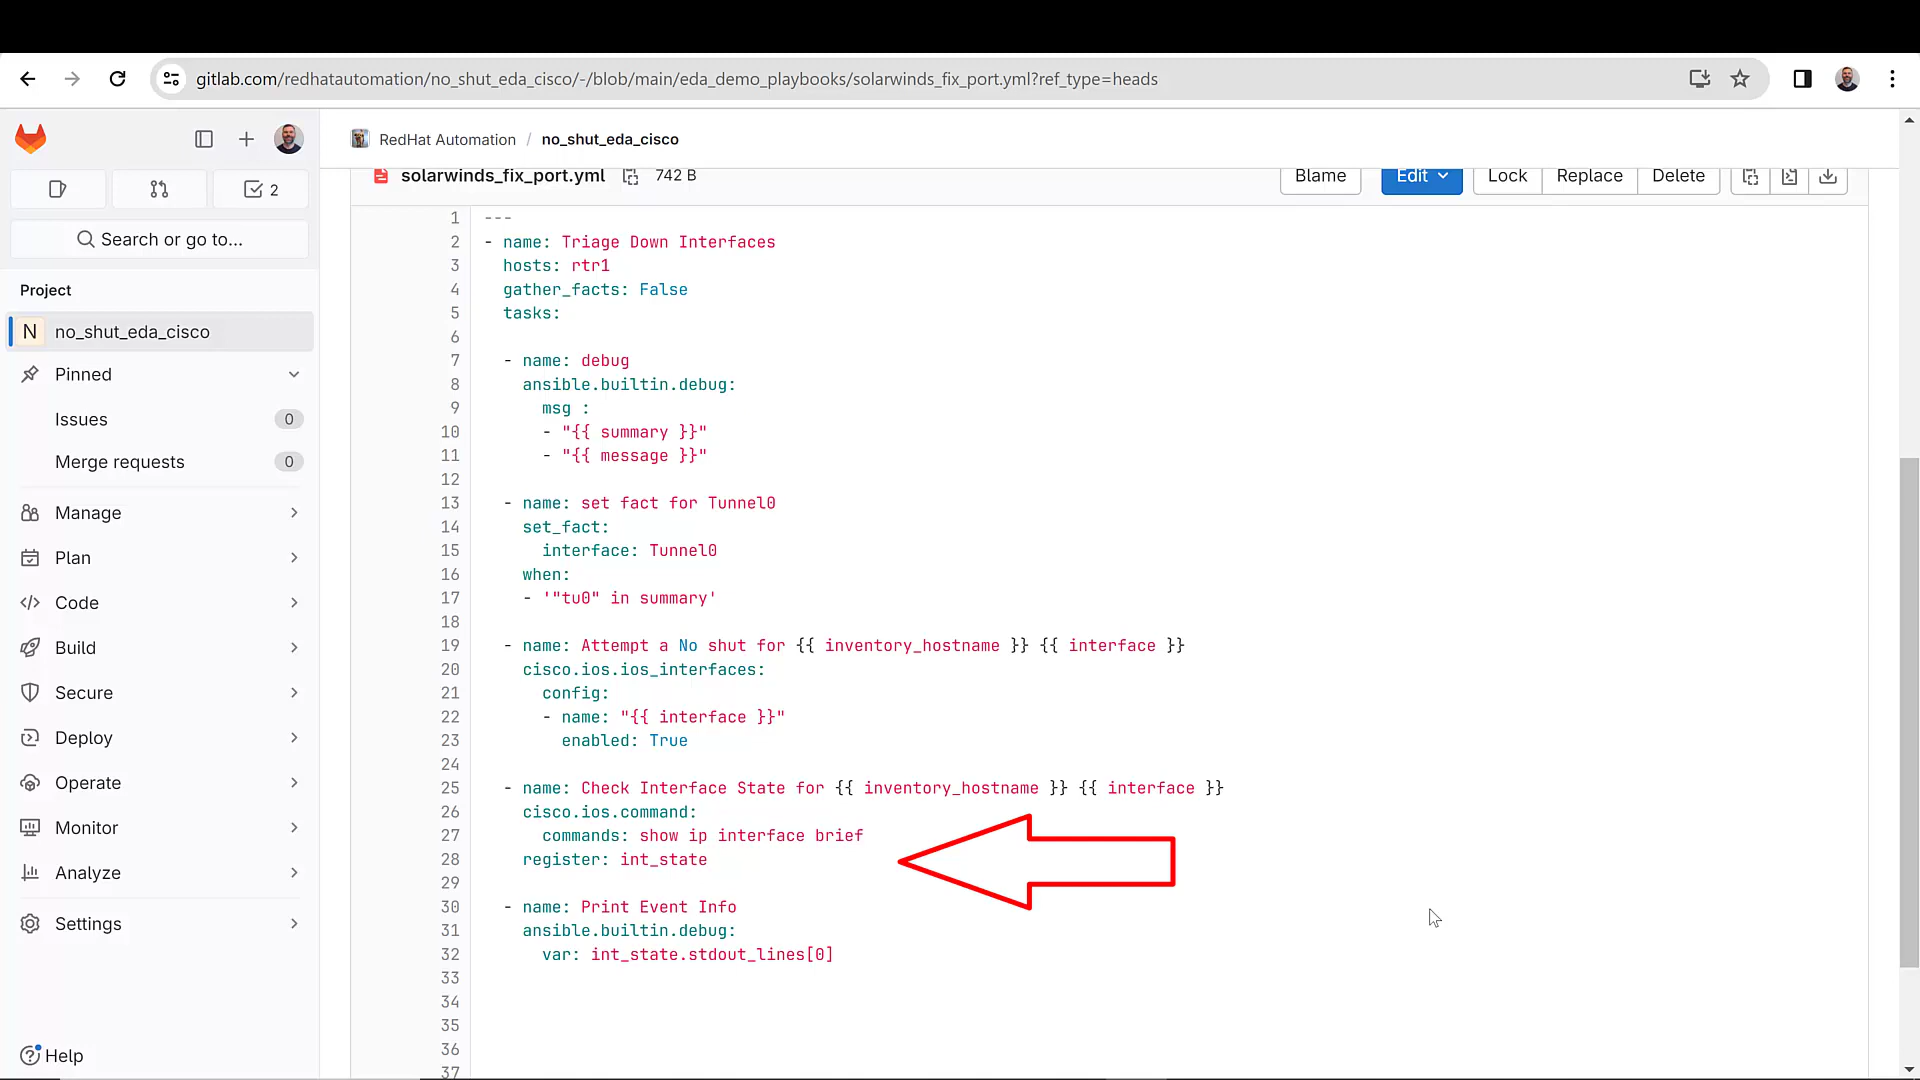 gitlab.com/redhatautomation/no_shut_eda_cisco/-/blob/main/eda_demo_playbooks/solarwinds_fix_port.yml?ref_type=heads
RedHat Automation / no_shut_eda_cisco
solarwinds_fix_port.yml 742 B Blame Edit Lock Replace Delete
2
Search or go to...
Project
N no_shut_eda_cisco
Pinned
Issues 0
Merge requests 0
Manage
Plan
Code
Build
Secure
Deploy
Operate
Monitor
Analyze
Settings
Help
1 ---
2 - name: Triage Down Interfaces
3 hosts: rtr1
4 gather_facts: False
5 tasks:
6
7 - name: debug
8 ansible.builtin.debug:
9 msg :
10 - "{{ summary }}"
11 - "{{ message }}"
12
13 - name: set fact for Tunnel0
14 set_fact:
15 interface: Tunnel0
16 when:
17 - '"tu0" in summary'
18
19 - name: Attempt a No shut for {{ inventory_hostname }} {{ interface }}
20 cisco.ios.ios_interfaces:
21 config:
22 - name: "{{ interface }}"
23 enabled: True
24
25 - name: Check Interface State for {{ inventory_hostname }} {{ interface }}
26 cisco.ios.command:
27 commands: show ip interface brief
28 register: int_state
29
30 - name: Print Event Info
31 ansible.builtin.debug:
32 var: int_state.stdout_lines[0]
33
34
35
36
37